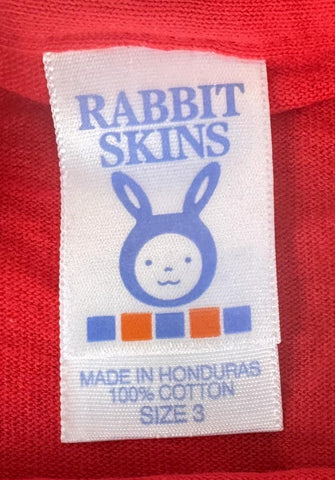 RABBIT
SKINS
MADE IN HONDURAS
100% COTTON
SIZE 3